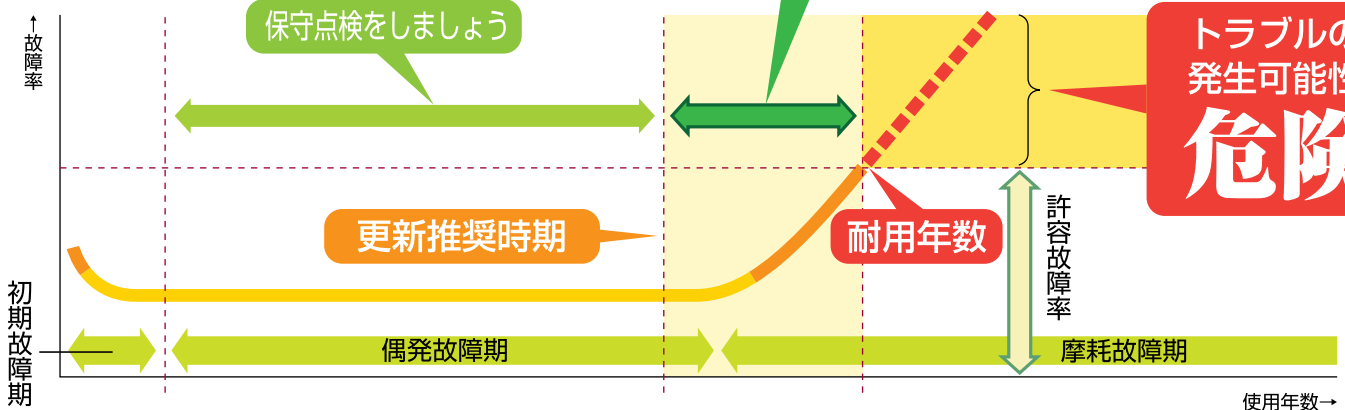 ←故障率
保守点検をしましょう
トラブルの
発生可能性
危険
更新推奨時期
耐用年数
許容故障率
初期故障期
偶発故障期
摩耗故障期
使用年数→